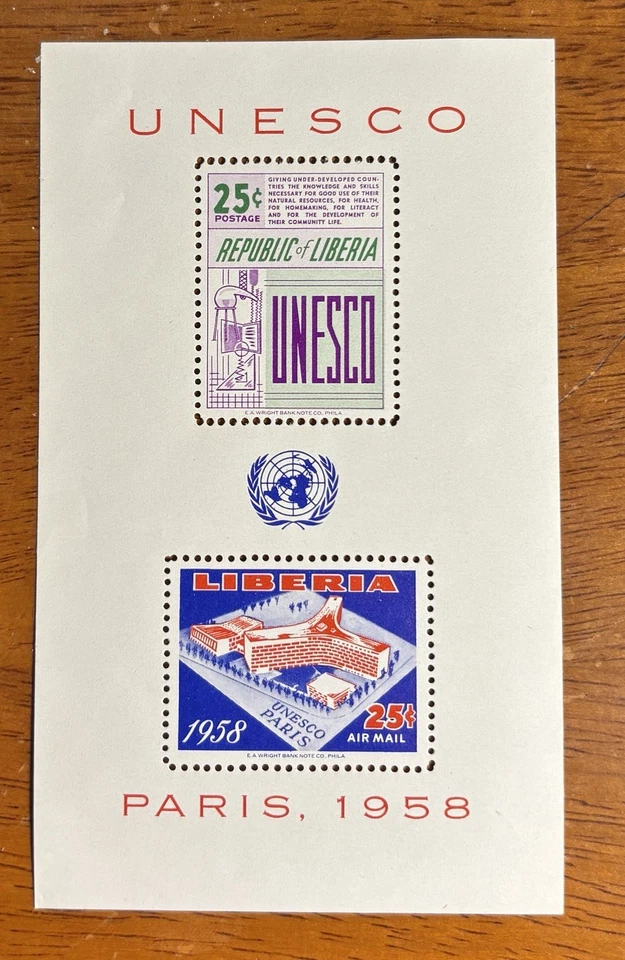 UNESCO
25¢
POSTAGE
GIVING UNDER-DEVELOPED COUN-
TRIES THE KNOWLEDGE AND SKILLS
NECESSARY FOR GOOD USE OF THEIR
NATURAL RESOURCES, FOR HEALTH,
FOR HOMEMAKING, FOR LITERACY
AND FOR THE DEVELOPMENT OF
THEIR COMMUNITY LIFE.
REPUBLIC of LIBERIA
UNESCO
E.A. WRIGHT BANK NOTE CO., PHILA.
LIBERIA
UNESCO
PARIS
1958
25¢
AIR MAIL
E.A. WRIGHT BANK NOTE CO., PHILA.
PARIS, 1958